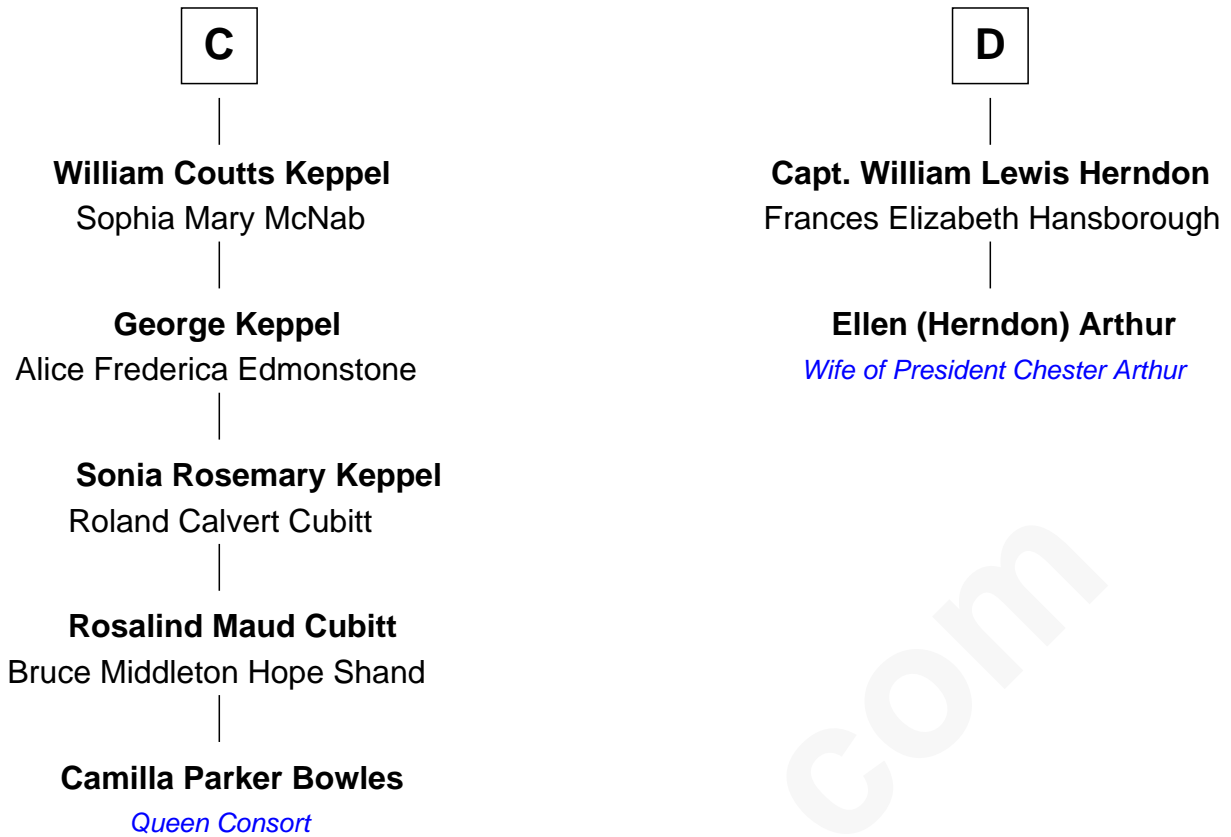 C
William Coutts Keppel
Sophia Mary McNab
George Keppel
Alice Frederica Edmonstone
Sonia Rosemary Keppel
Roland Calvert Cubitt
Rosalind Maud Cubitt
Bruce Middleton Hope Shand
Camilla Parker Bowles
Queen Consort
D
Capt. William Lewis Herndon
Frances Elizabeth Hansborough
Ellen (Herndon) Arthur
Wife of President Chester Arthur
com